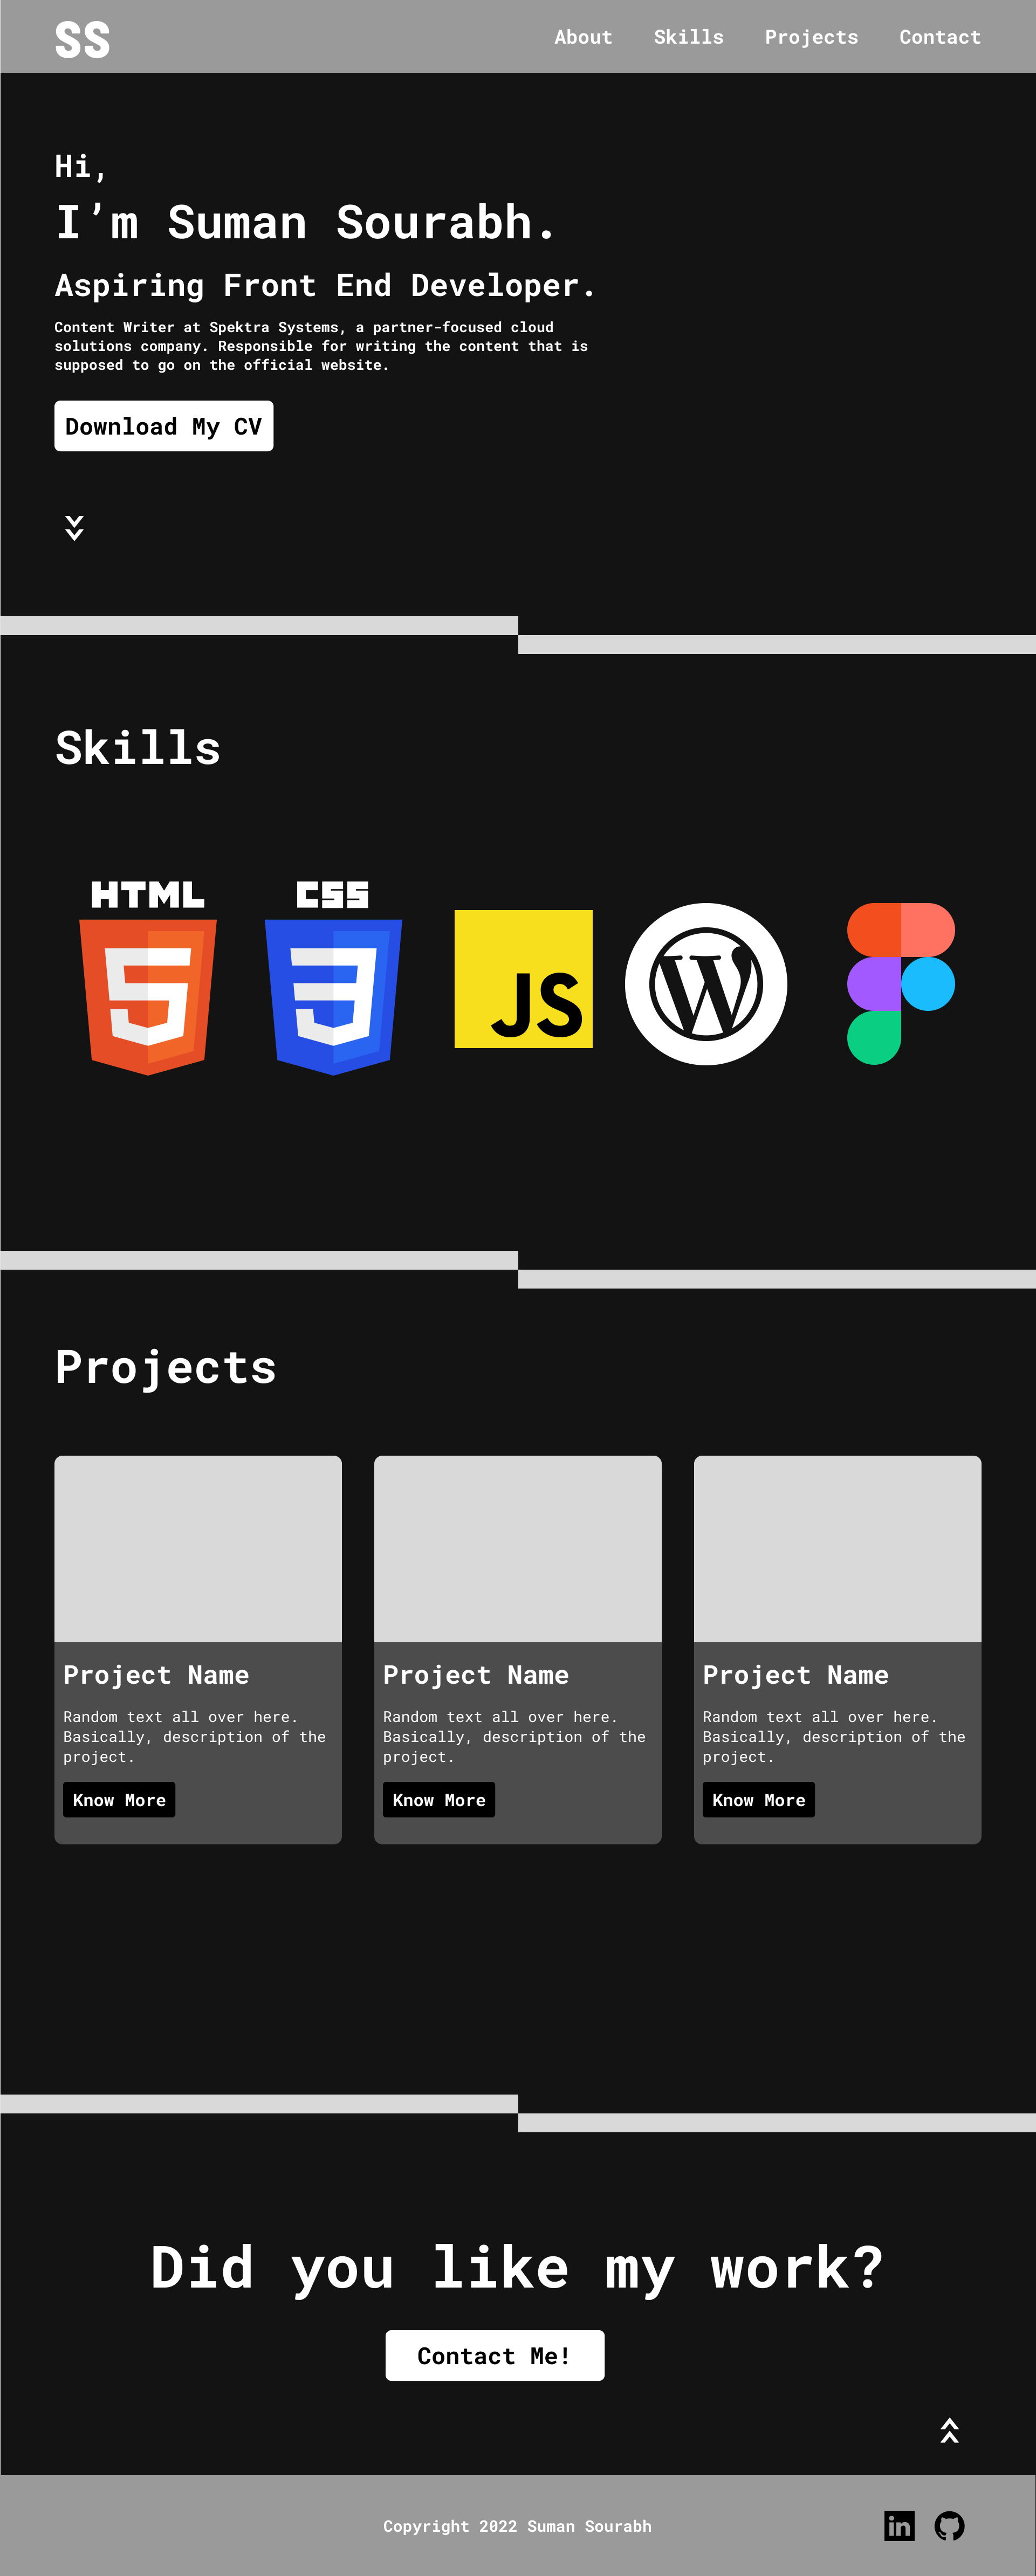 SS
About Skills Projects Contact
Hi,
I’m Suman Sourabh.
Aspiring Front End Developer.
Content Writer at Spektra Systems, a partner-focused cloud
solutions company. Responsible for writing the content that is
supposed to go on the official website.
Download My CV
Skills
HTML
CSS
5
3
JS
W
Projects
Project Name
Random text all over here.
Basically, description of the
project.
Know More
Project Name
Random text all over here.
Basically, description of the
project.
Know More
Project Name
Random text all over here.
Basically, description of the
project.
Know More
Did you like my work?
Contact Me!
Copyright 2022 Suman Sourabh
in